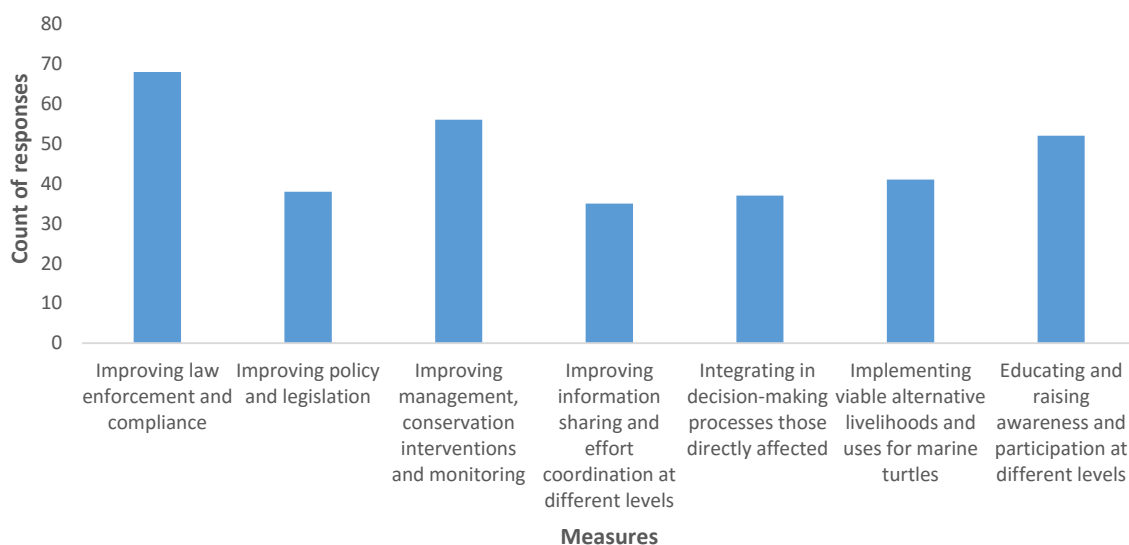 80
70
60
50
40
30
20
10
0
Count of responses
Improving law
enforcement and
compliance
Improving policy
and legislation
Improving
management,
conservation
interventions
and monitoring
Improving
information
sharing and
effort
coordination at
different levels
Integrating in
decision-making
processes those
directly affected
Implementing
viable alternative
livelihoods and
uses for marine
turtles
Educating and
raising
awareness and
participation at
different levels
Measures